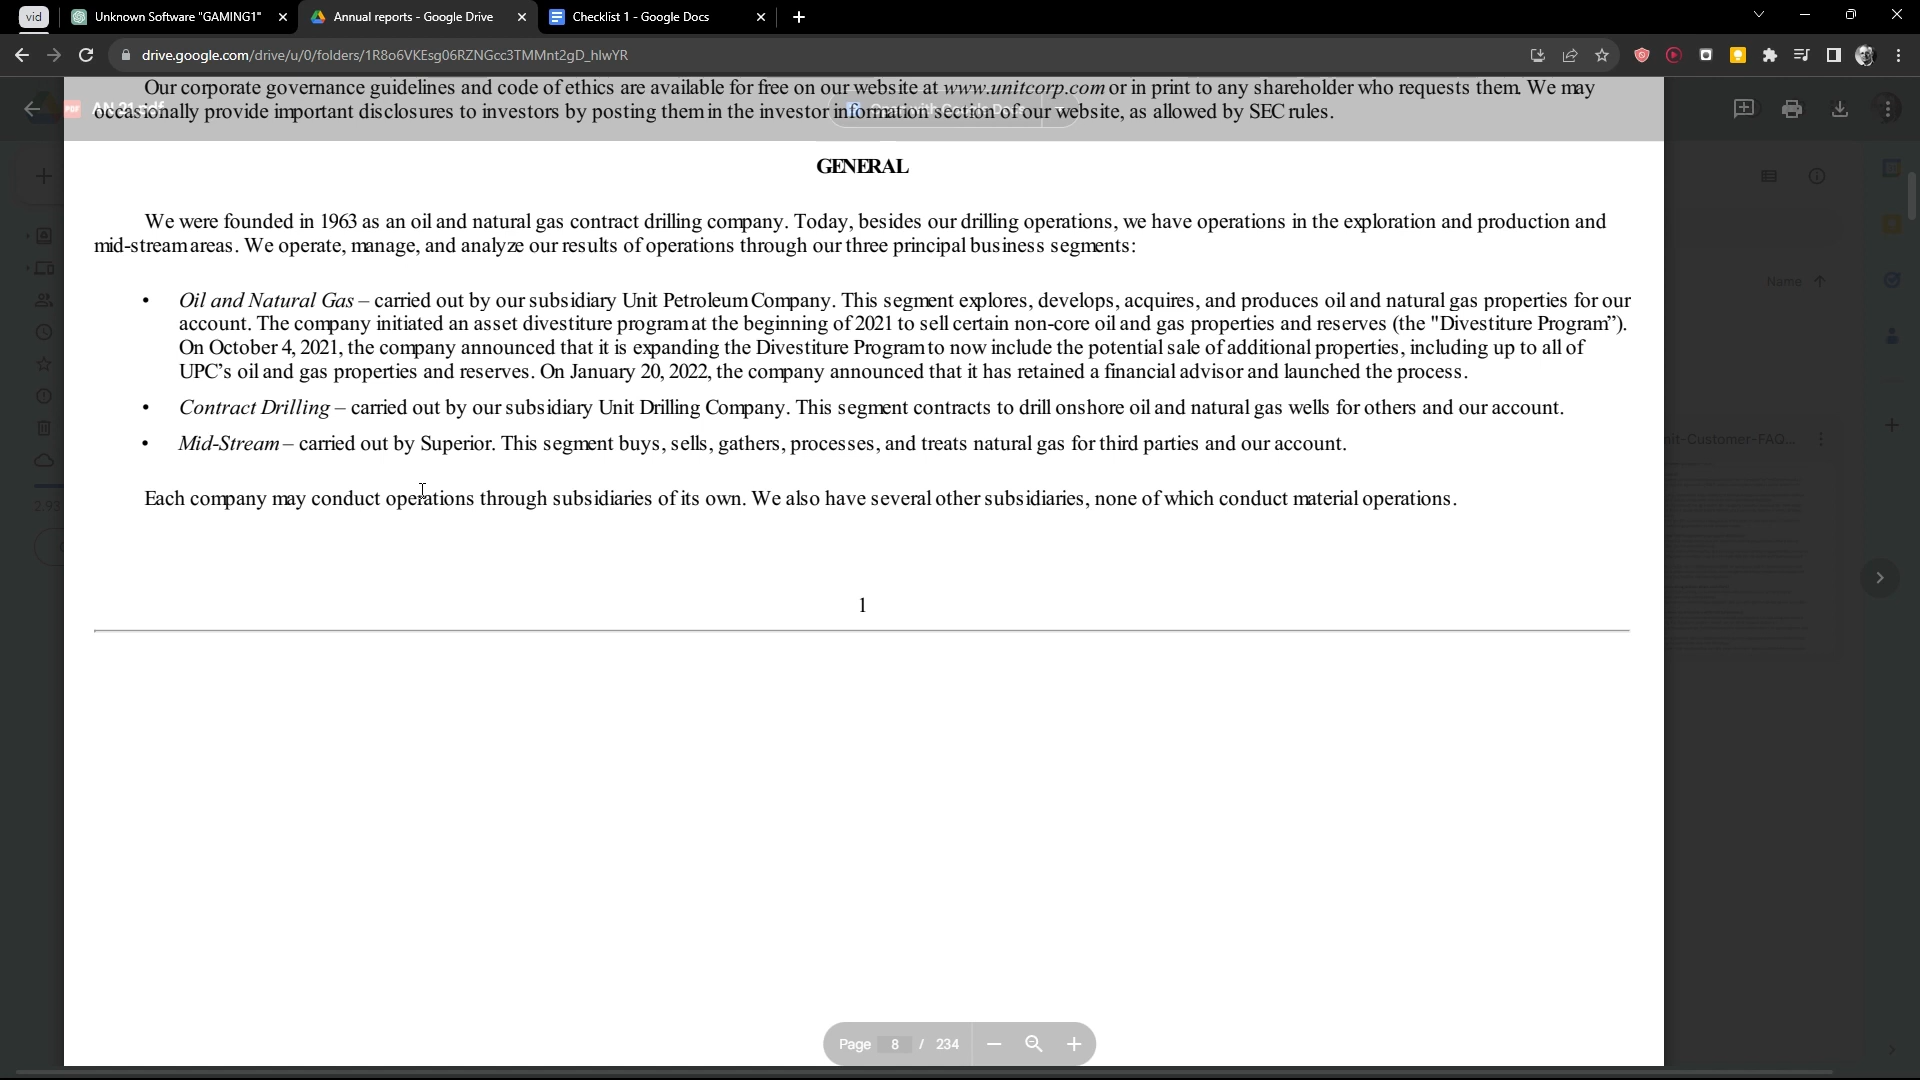 vid
Unknown Software "GAMING1"
Annual reports - Google Drive
Checklist 1 - Google Docs
drive.google.com/drive/u/0/folders/1R8o6VKEsg06RZNGcc3TMMnt2gD_hlwYR
Our corporate governance guidelines and code of ethics are available for free on our website at www.unitcorp.com or in print to any shareholder who requests them. We may
occasionally provide important disclosures to investors by posting them in the investor information section of our website, as allowed by SEC rules.
PDF
GENERAL
We were founded in 1963 as an oil and natural gas contract drilling company. Today, besides our drilling operations, we have operations in the exploration and production and
mid-stream areas. We operate, manage, and analyze our results of operations through our three principal business segments:
• Oil and Natural Gas – carried out by our subsidiary Unit Petroleum Company. This segment explores, develops, acquires, and produces oil and natural gas properties for our
account. The company initiated an asset divestiture program at the beginning of 2021 to sell certain non-core oil and gas properties and reserves (the "Divestiture Program”).
On October 4, 2021, the company announced that it is expanding the Divestiture Program to now include the potential sale of additional properties, including up to all of
UPC’s oil and gas properties and reserves. On January 20, 2022, the company announced that it has retained a financial advisor and launched the process.
• Contract Drilling – carried out by our subsidiary Unit Drilling Company. This segment contracts to drill onshore oil and natural gas wells for others and our account.
• Mid-Stream – carried out by Superior. This segment buys, sells, gathers, processes, and treats natural gas for third parties and our account.
Each company may conduct operations through subsidiaries of its own. We also have several other subsidiaries, none of which conduct material operations.
1
Name
nit-Customer-FAQ...
Page 8 / 234